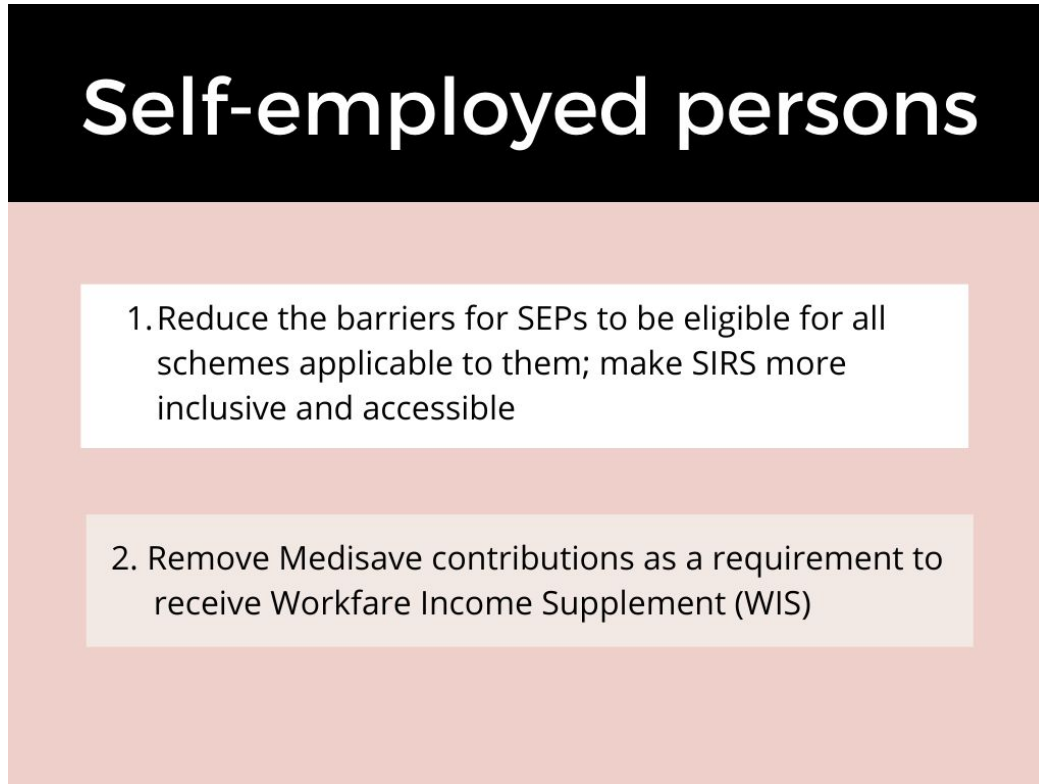 Self-employed persons
1. Reduce the barriers for SEPs to be eligible for all
schemes applicable to them; make SIRS more
inclusive and accessible
2. Remove Medisave contributions as a requirement to
receive Workfare Income Supplement (WIS)